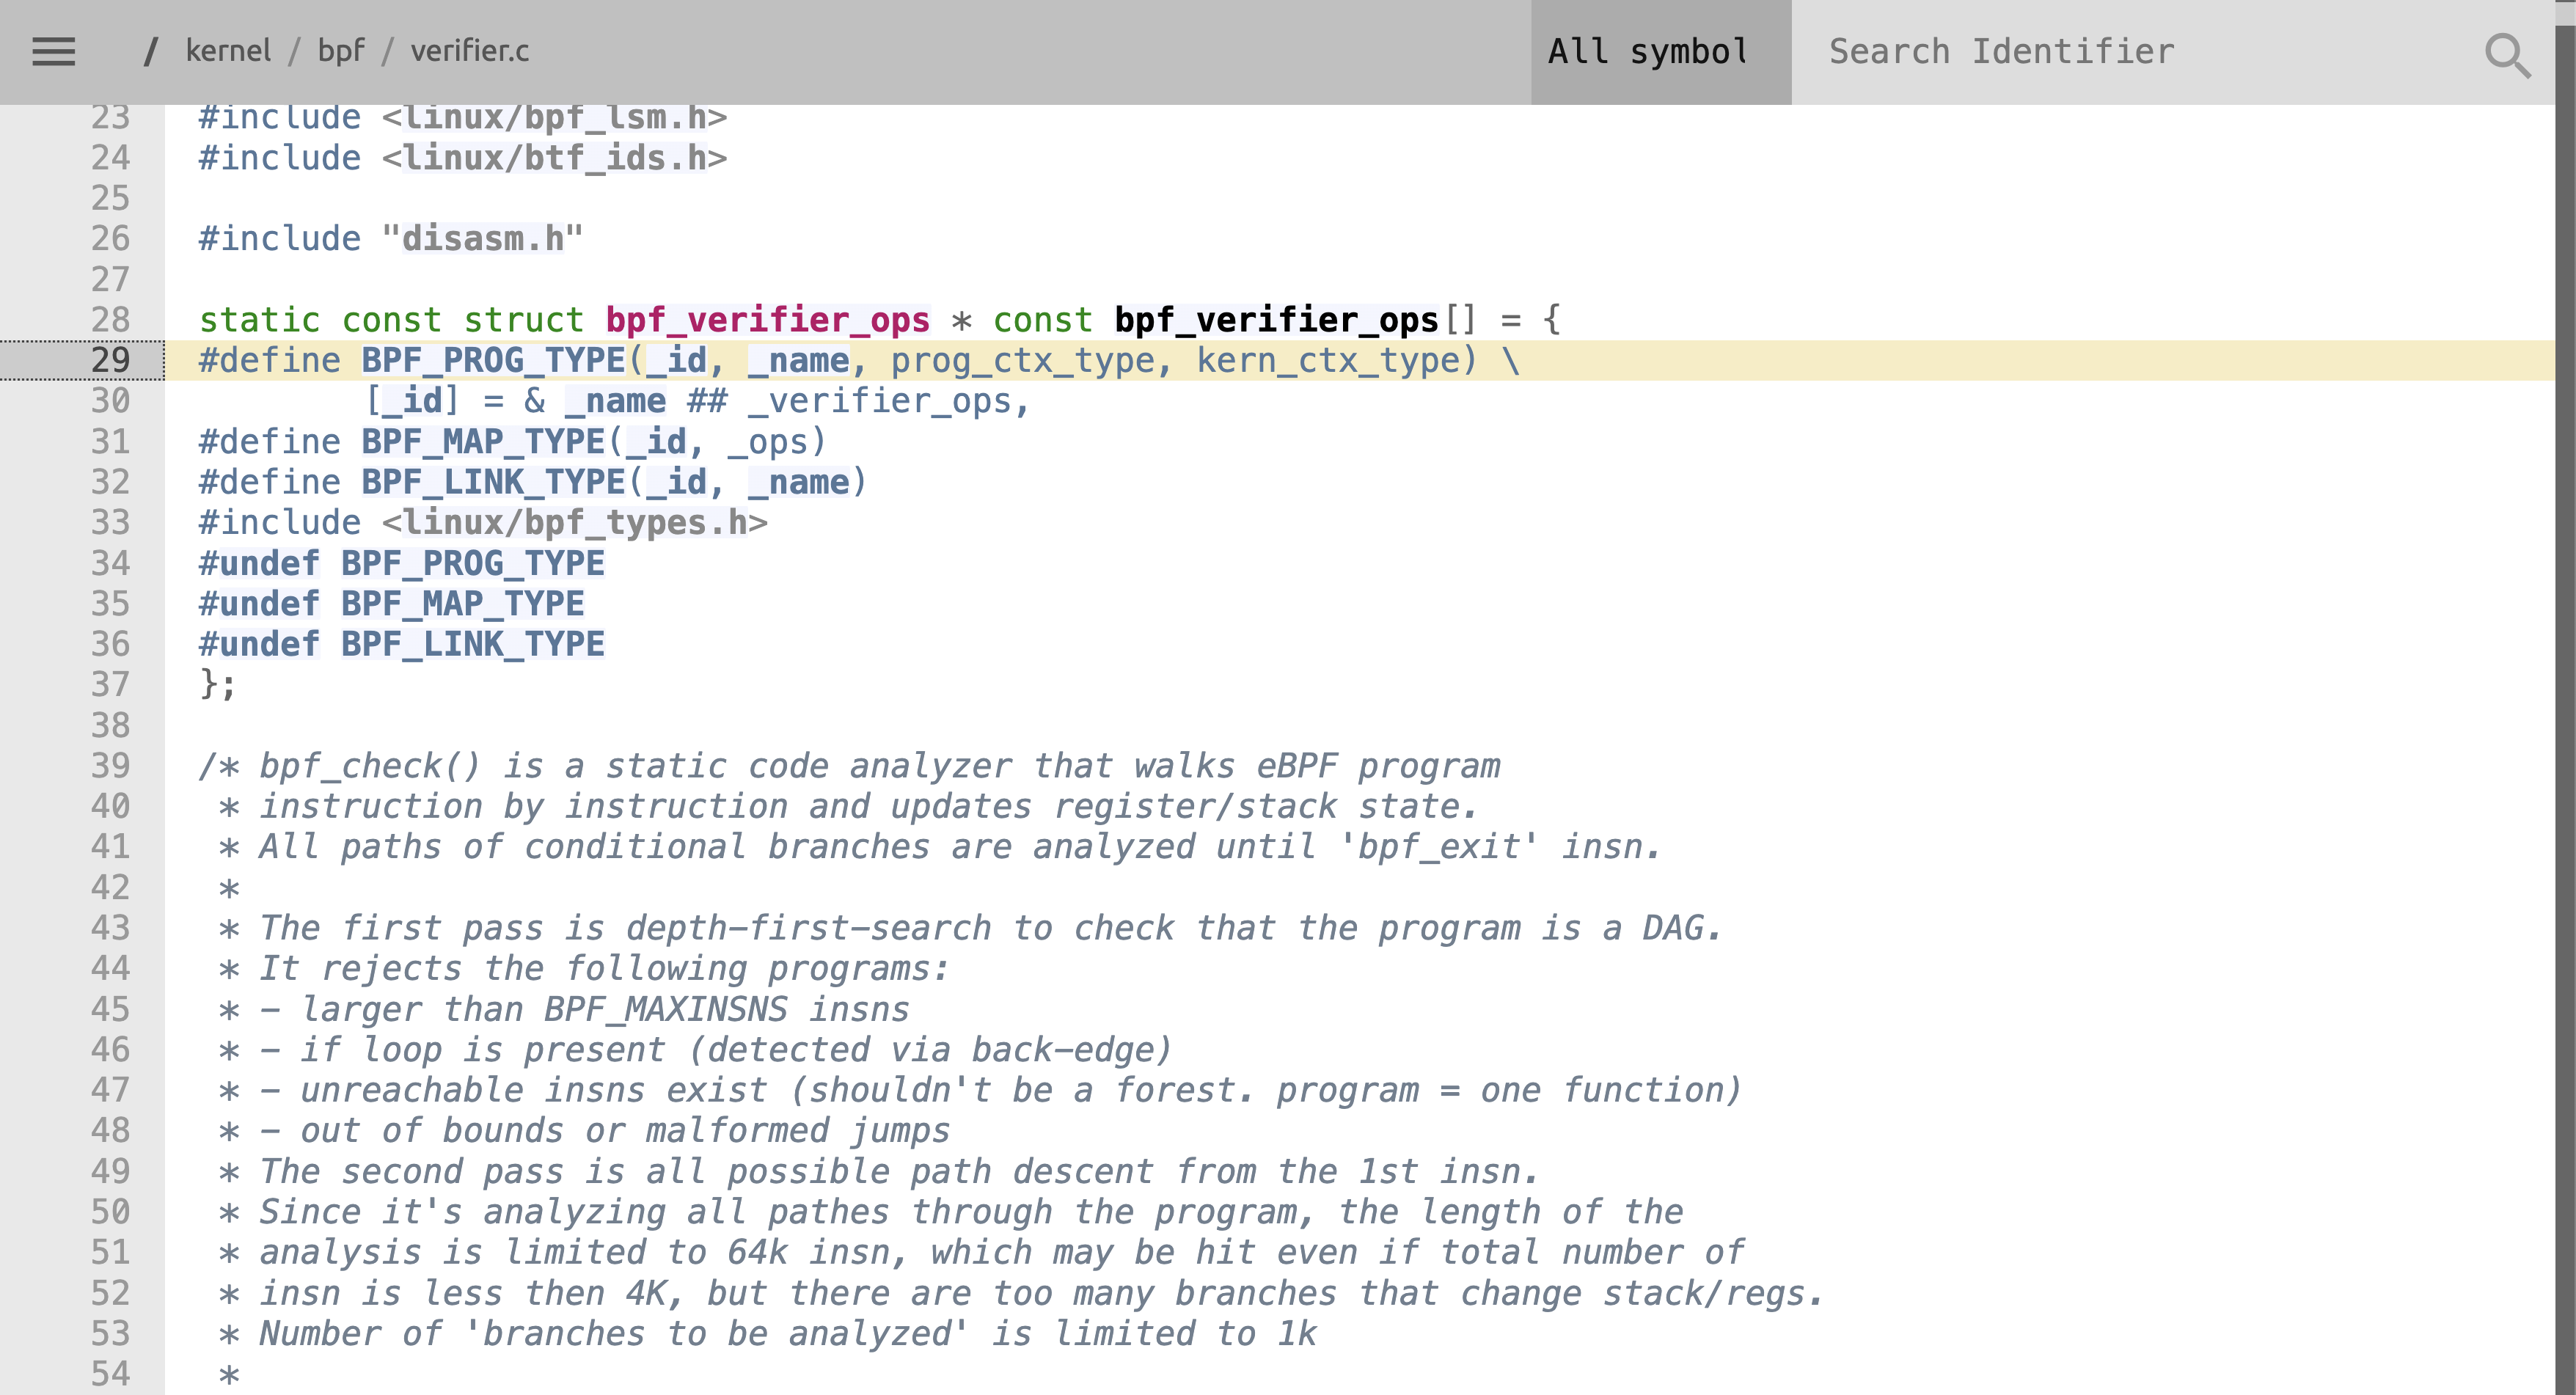 / kernel / bpf / verifier.c All symbol Search Identifier
23 #include <linux/bpf_lsm.h>
24 #include <linux/btf_ids.h>
25
26 #include "disasm.h"
27
28 static const struct bpf_verifier_ops * const bpf_verifier_ops[] = {
29 #define BPF_PROG_TYPE(_id, _name, prog_ctx_type, kern_ctx_type) \
30 [_id] = & _name ## _verifier_ops,
31 #define BPF_MAP_TYPE(_id, _ops)
32 #define BPF_LINK_TYPE(_id, _name)
33 #include <linux/bpf_types.h>
34 #undef BPF_PROG_TYPE
35 #undef BPF_MAP_TYPE
36 #undef BPF_LINK_TYPE
37 };
38
39 /* bpf_check() is a static code analyzer that walks eBPF program
40 * instruction by instruction and updates register/stack state.
41 * All paths of conditional branches are analyzed until 'bpf_exit' insn.
42 *
43 * The first pass is depth-first-search to check that the program is a DAG.
44 * It rejects the following programs:
45 * - larger than BPF_MAXINSNS insns
46 * - if loop is present (detected via back-edge)
47 * - unreachable insns exist (shouldn't be a forest. program = one function)
48 * - out of bounds or malformed jumps
49 * The second pass is all possible path descent from the 1st insn.
50 * Since it's analyzing all pathes through the program, the length of the
51 * analysis is limited to 64k insn, which may be hit even if total number of
52 * insn is less then 4K, but there are too many branches that change stack/regs.
53 * Number of 'branches to be analyzed' is limited to 1k
54 *